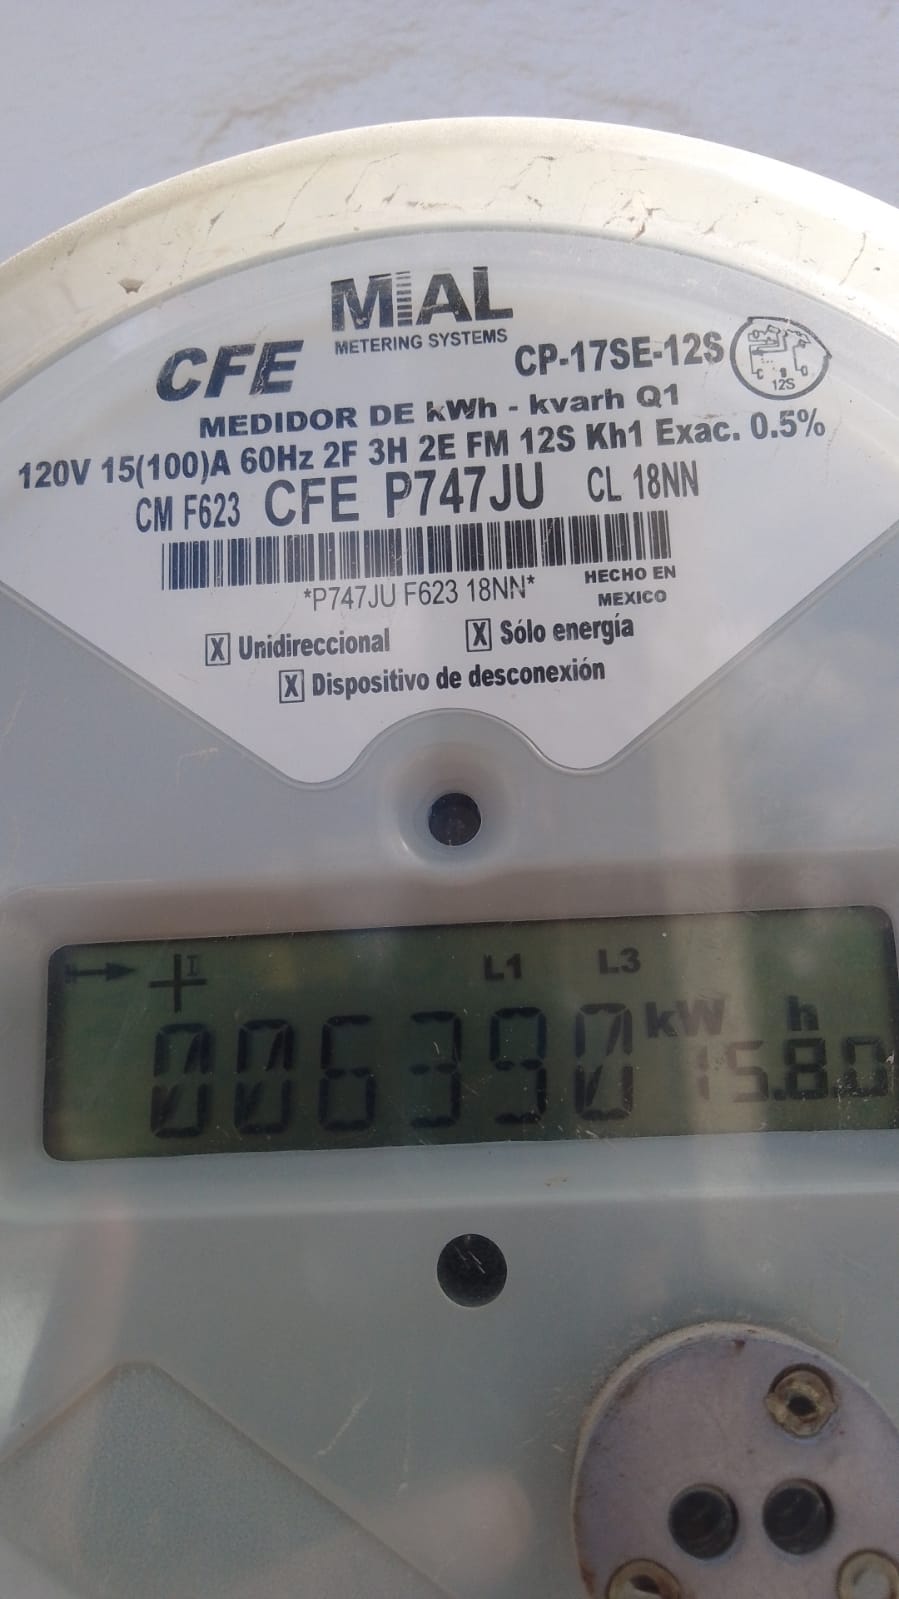 MIAL
METERING SYSTEMS
CFE
CP-17SE-12S
12S
MEDIDOR DE kWh - kvarh Q1
120V 15(100)A 60Hz 2F 3H 2E FM 12S Kh1 Exac. 0.5%
CM F623 CFE P747JU CL 18NN
*P747JU F623 18NN*
HECHO EN
MEXICO
X Unidireccional X Sólo energía
X Dispositivo de desconexión
L1 L3
006390 kW h
15.8.0